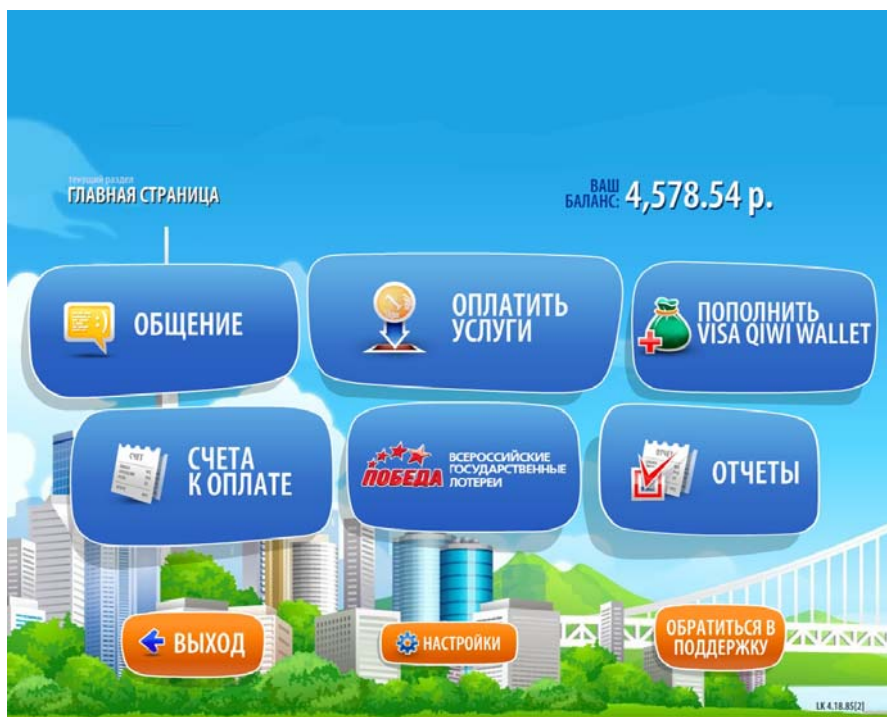 текущий раздел
ГЛАВНАЯ СТРАНИЦА
ВАШ
БАЛАНС: 4,578.54 р.
ОБЩЕНИЕ
ОПЛАТИТЬ
УСЛУГИ
ПОПОЛНИТЬ
VISA QIWI WALLET
СЧЕТ
СЧЕТА
К ОПЛАТЕ
ПОБЕДА
ВСЕРОССИЙСКИЕ
ГОСУДАРСТВЕННЫЕ
ЛОТЕРЕИ
ОТЧЕТ
ОТЧЕТЫ
ВЫХОД
НАСТРОЙКИ
ОБРАТИТЬСЯ В
ПОДДЕРЖКУ
LK 4.18.85[2]